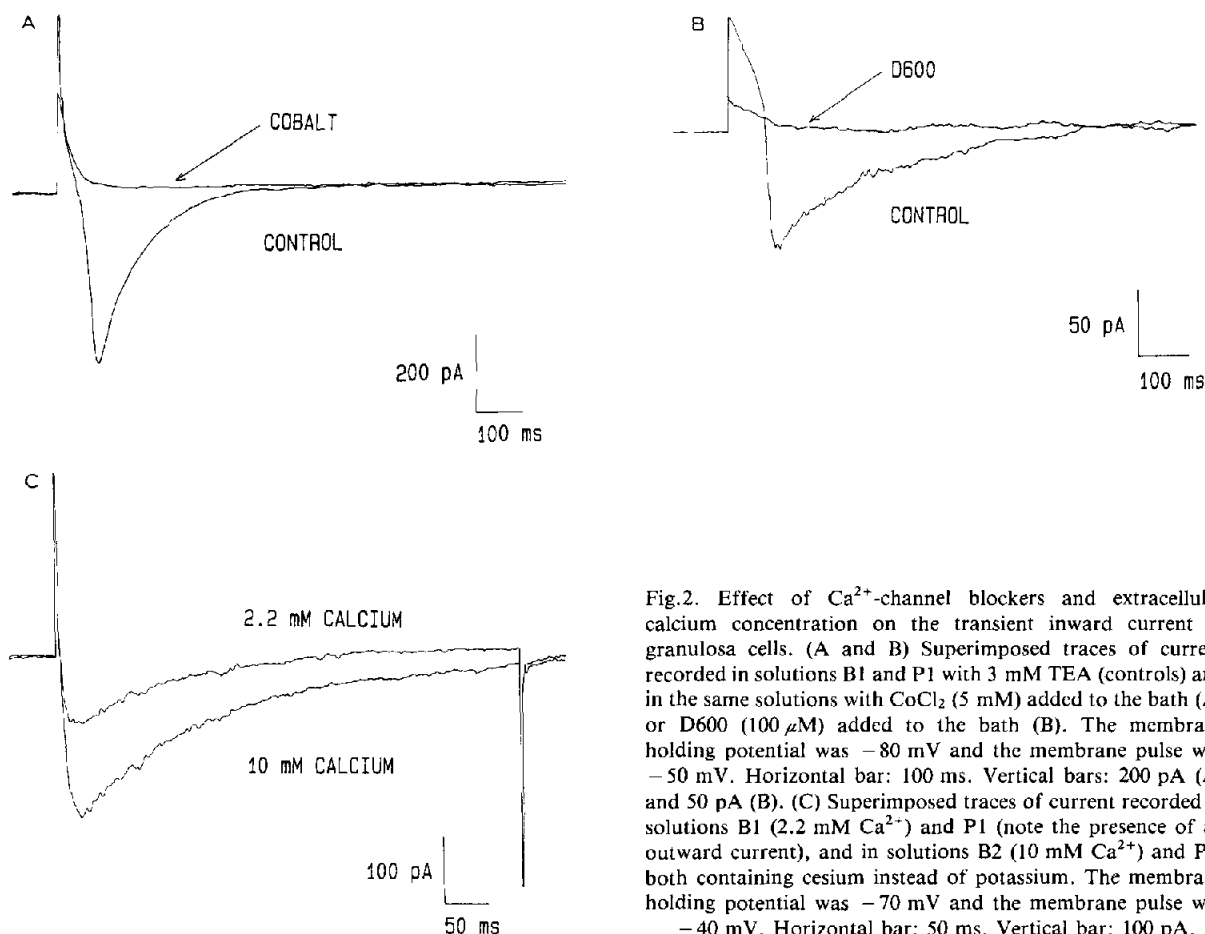 A
COBALT
CONTROL
200 pA
100 ms
B
D600
CONTROL
50 pA
100 ms
C
2.2 mM CALCIUM
10 mM CALCIUM
100 pA
50 ms
Fig.2. Effect of Ca²⁺-channel blockers and extracellul
calcium concentration on the transient inward current
granulosa cells. (A and B) Superimposed traces of curre
recorded in solutions B1 and P1 with 3 mM TEA (controls) a
in the same solutions with CoCl₂ (5 mM) added to the bath (
or D600 (100 μM) added to the bath (B). The membra
holding potential was −80 mV and the membrane pulse w
−50 mV. Horizontal bar: 100 ms. Vertical bars: 200 pA (
and 50 pA (B). (C) Superimposed traces of current recorded
solutions B1 (2.2 mM Ca²⁺) and P1 (note the presence of a
outward current), and in solutions B2 (10 mM Ca²⁺) and P
both containing cesium instead of potassium. The membra
holding potential was −70 mV and the membrane pulse w
−40 mV. Horizontal bar: 50 ms. Vertical bar: 100 pA.